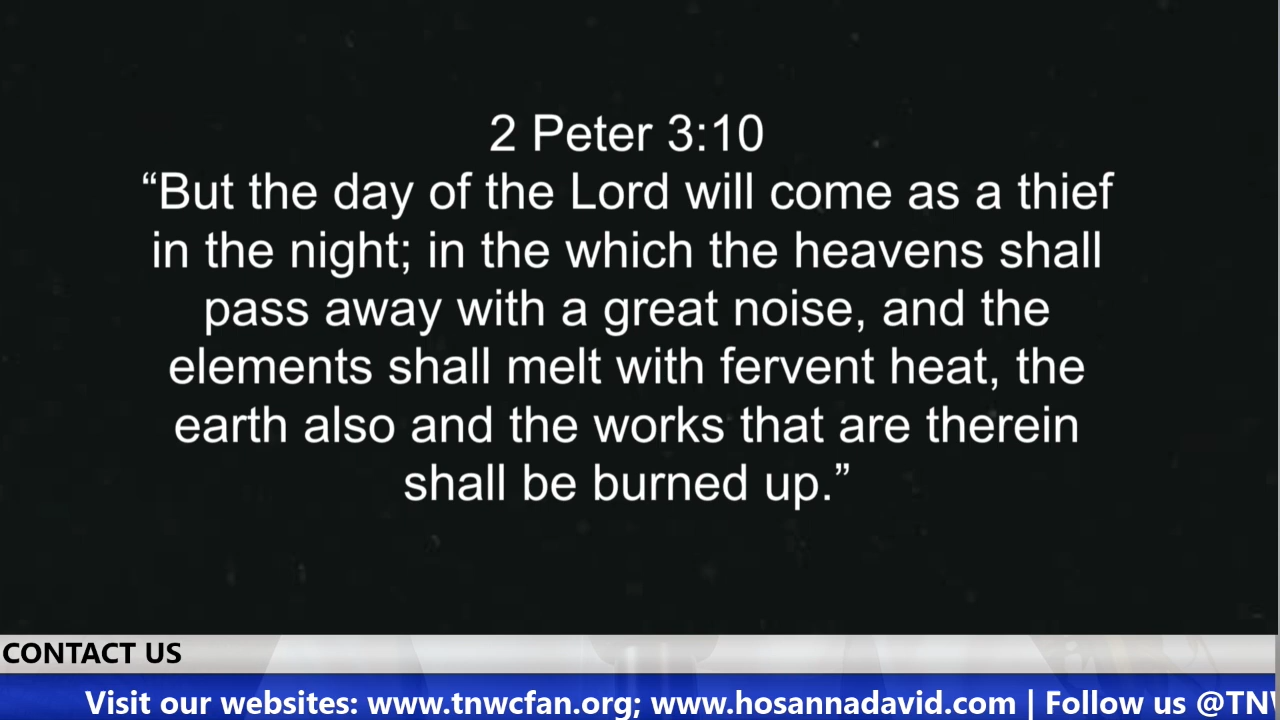 2 Peter 3:10
“But the day of the Lord will come as a thief
in the night; in the which the heavens shall
pass away with a great noise, and the
elements shall melt with fervent heat, the
earth also and the works that are therein
shall be burned up.”
CONTACT US
Visit our websites: www.tnwcfan.org; www.hosannadavid.com | Follow us